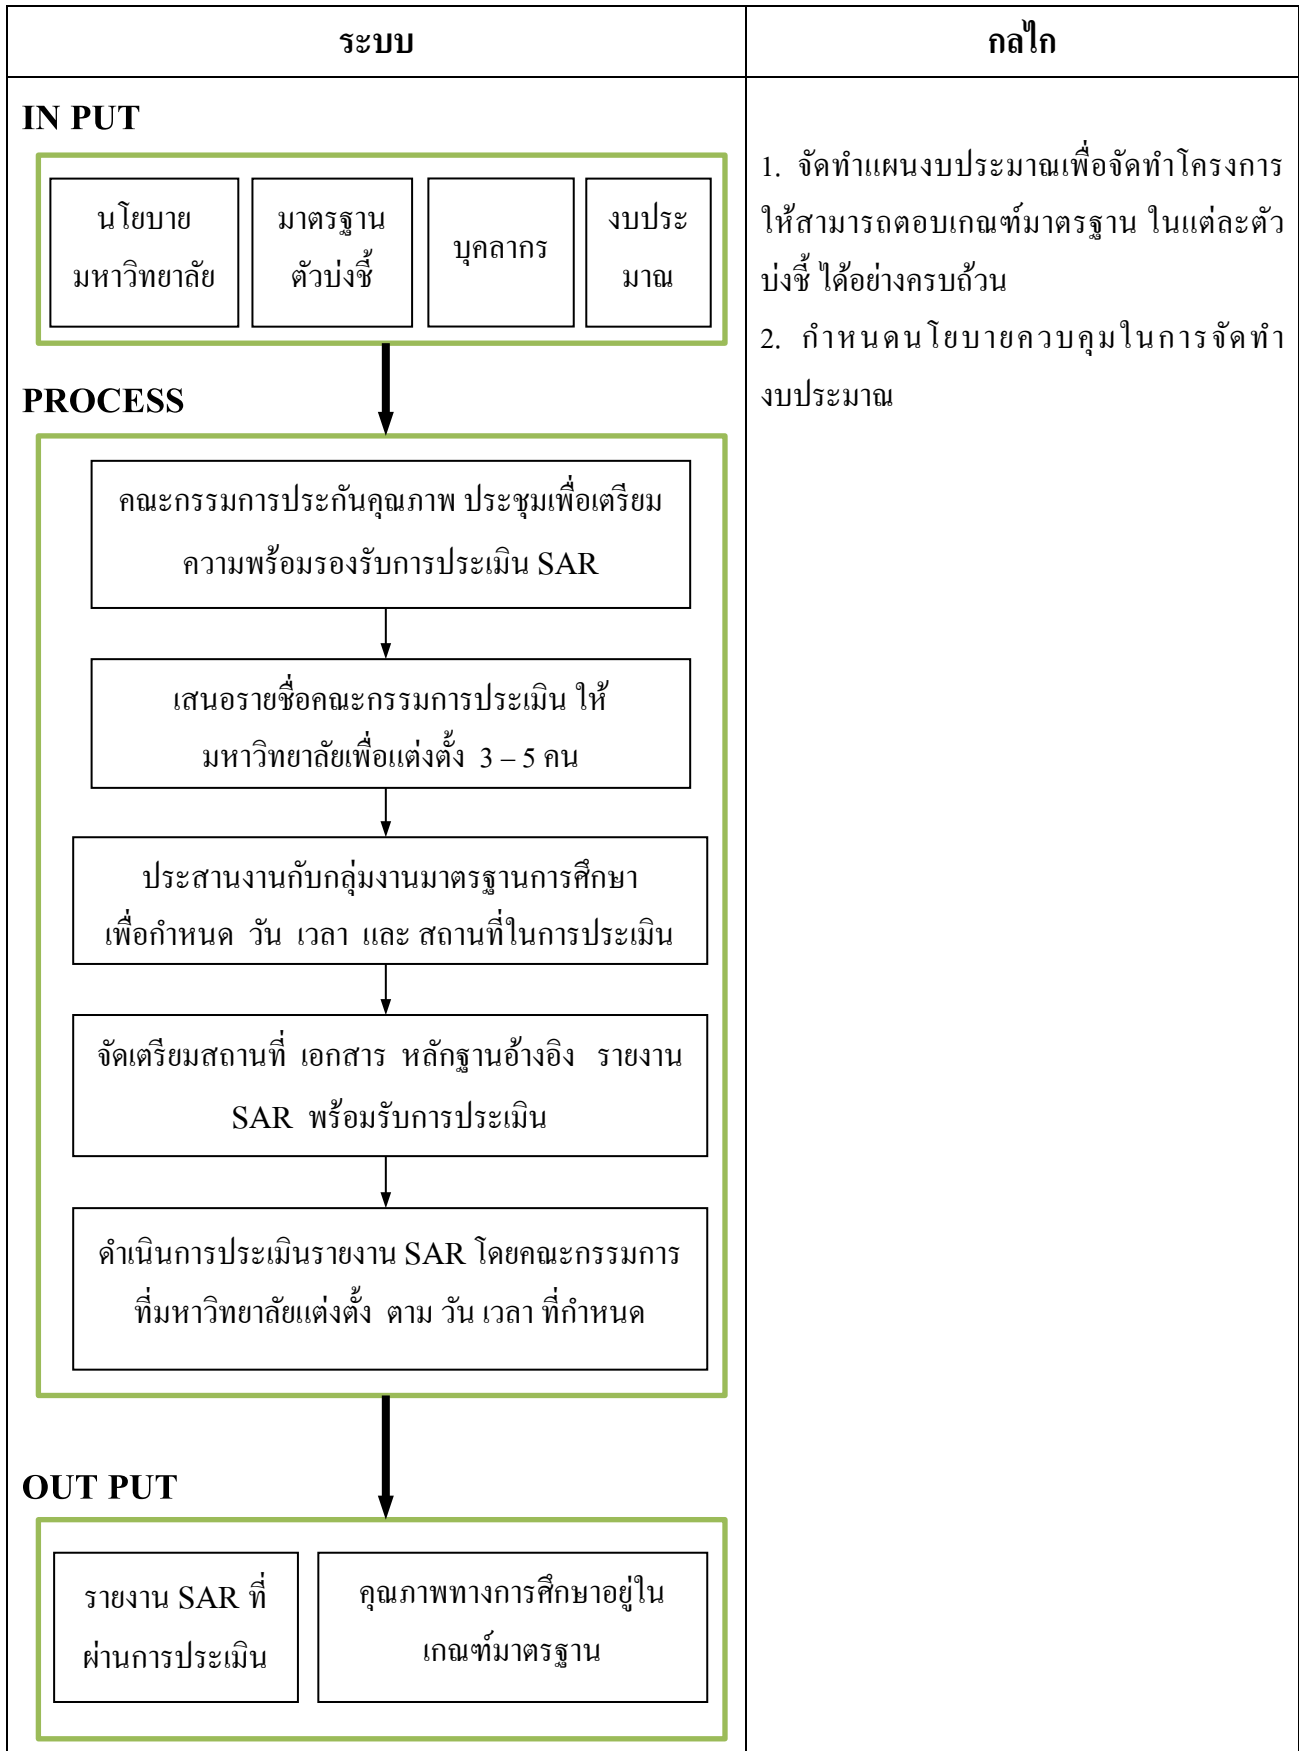 ระบบ
กลไก
IN PUT
นโยบาย
มหาวิทยาลัย
มาตรฐาน
ตัวบ่งชี้
บุคลากร
งบประ
มาณ
PROCESS
คณะกรรมการประกันคุณภาพ ประชุมเพื่อเตรียม
ความพร้อมรองรับการประเมิน SAR
เสนอรายชื่อคณะกรรมการประเมิน ให้
มหาวิทยาลัยเพื่อแต่งตั้ง 3 – 5 คน
ประสานงานกับกลุ่มงานมาตรฐานการศึกษา
เพื่อกำหนด วัน เวลา และ สถานที่ในการประเมิน
จัดเตรียมสถานที่ เอกสาร หลักฐานอ้างอิง รายงาน
SAR พร้อมรับการประเมิน
ดำเนินการประเมินรายงาน SAR โดยคณะกรรมการ
ที่มหาวิทยาลัยแต่งตั้ง ตาม วัน เวลา ที่กำหนด
OUT PUT
รายงาน SAR ที่
ผ่านการประเมิน
คุณภาพทางการศึกษาอยู่ใน
เกณฑ์มาตรฐาน
1. จัดทำแผนงบประมาณเพื่อจัดทำโครงการ
ให้สามารถตอบเกณฑ์มาตรฐาน ในแต่ละตัว
บ่งชี้ ได้อย่างครบถ้วน
2. กำหนดนโยบายควบคุมในการจัดทำ
งบประมาณ